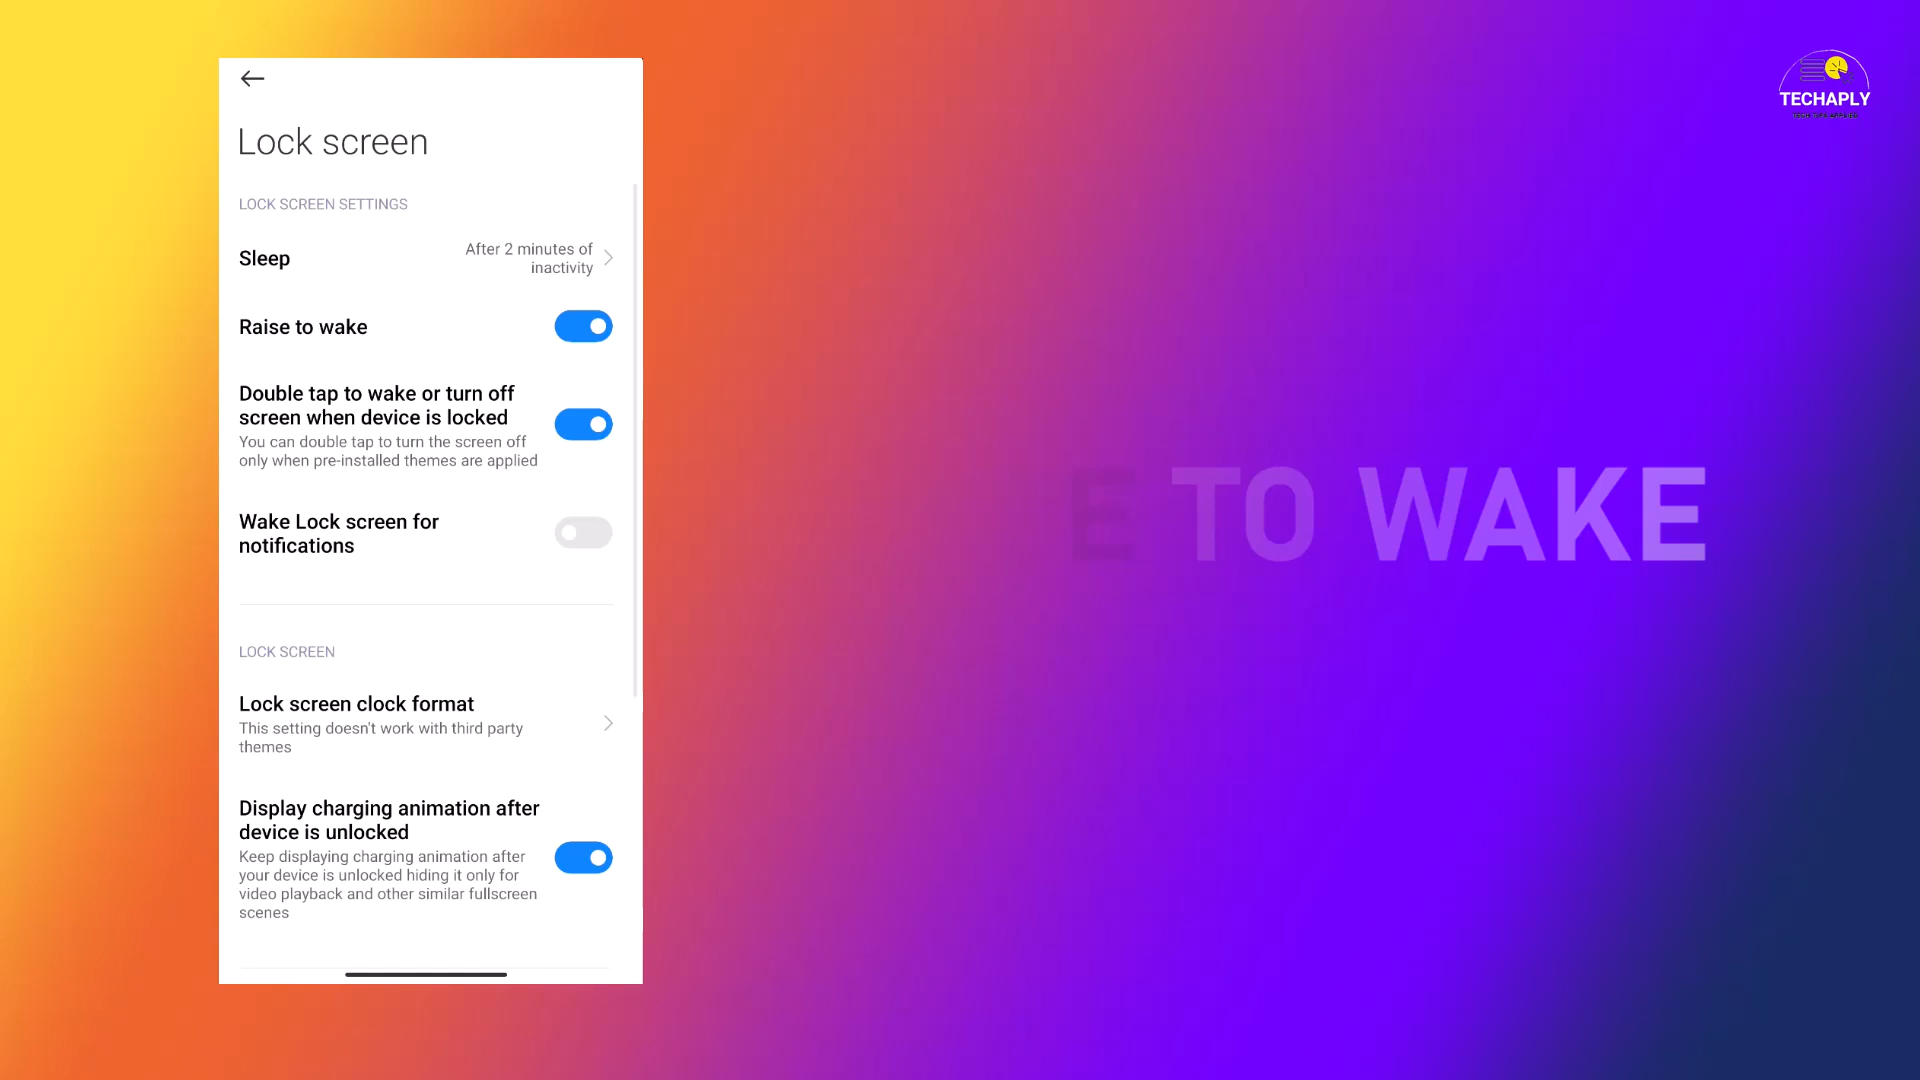 Lock screen
LOCK SCREEN SETTINGS
Sleep
After 2 minutes of
inactivity
Raise to wake
Double tap to wake or turn off
screen when device is locked
You can double tap to turn the screen off
only when pre-installed themes are applied
Wake Lock screen for
notifications
LOCK SCREEN
Lock screen clock format
This setting doesn't work with third party
themes
Display charging animation after
device is unlocked
Keep displaying charging animation after
your device is unlocked hiding it only for
video playback and other similar fullscreen
scenes
E TO WAKE
TECHAPLY